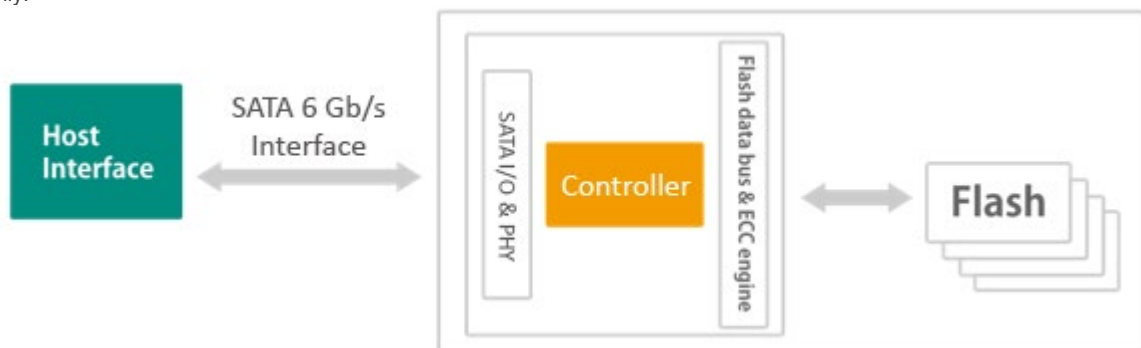 Host
Interface
SATA 6 Gb/s
Interface
SATA I/O & PHY
Controller
Flash data bus & ECC engine
Flash